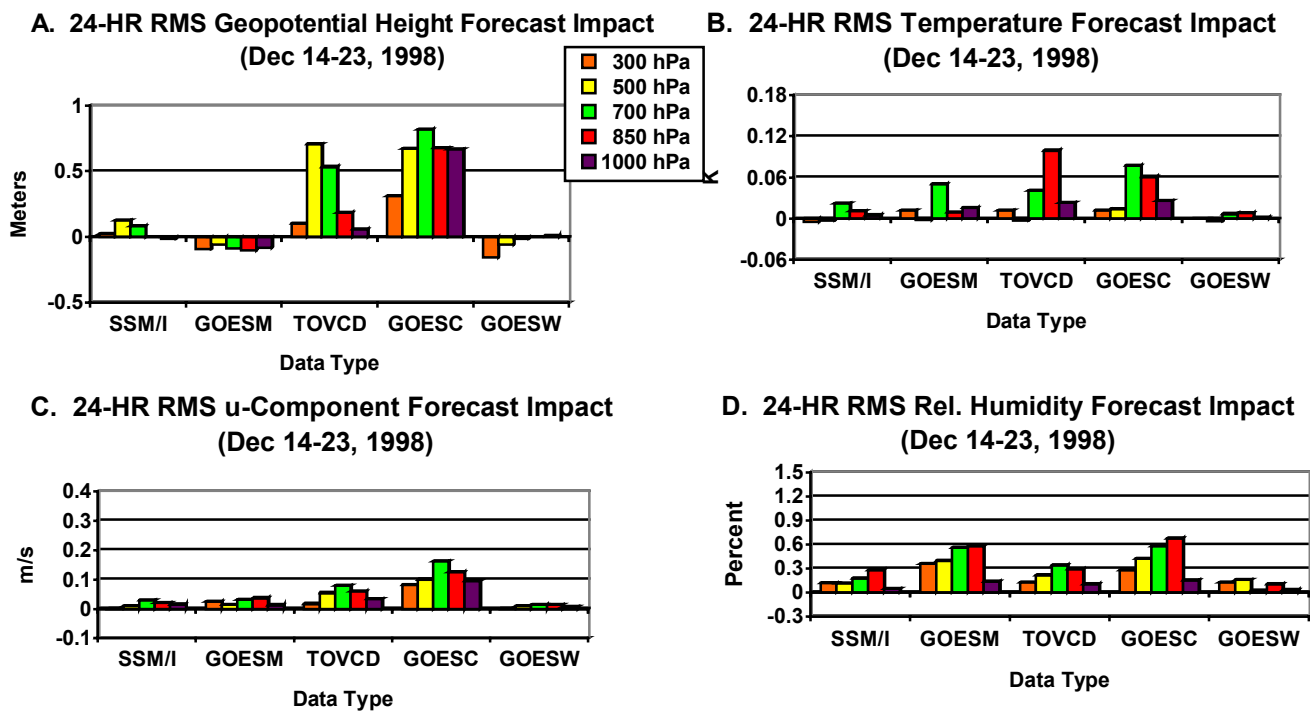 A. 24-HR RMS Geopotential Height Forecast Impact
(Dec 14-23, 1998)
300 hPa
500 hPa
700 hPa
850 hPa
1000 hPa
1
0.5
0
-0.5
Meters
SSM/I GOESM TOVCD GOESC GOESW
Data Type
B. 24-HR RMS Temperature Forecast Impact
(Dec 14-23, 1998)
0.18
0.12
0.06
0
-0.06
K
SSM/I GOESM TOVCD GOESC GOESW
Data Type
C. 24-HR RMS u-Component Forecast Impact
(Dec 14-23, 1998)
0.4
0.3
0.2
0.1
0
-0.1
m/s
SSM/I GOESM TOVCD GOESC GOESW
Data Type
D. 24-HR RMS Rel. Humidity Forecast Impact
(Dec 14-23, 1998)
1.5
1.2
0.9
0.6
0.3
0
-0.3
Percent
SSM/I GOESM TOVCD GOESC GOESW
Data Type